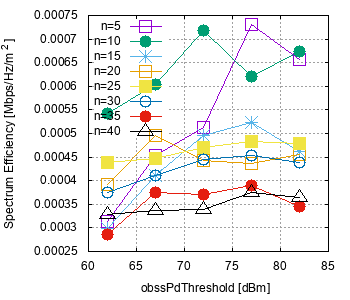 0.00075
0.0007
0.00065
0.0006
0.00055
0.0005
0.00045
0.0004
0.00035
0.0003
0.00025
Spectrum Efficiency [Mbps/Hz/m²]
n=5
n=10
n=15
n=20
n=25
n=30
n=35
n=40
60 65 70 75 80 85
obssPdThreshold [dBm]